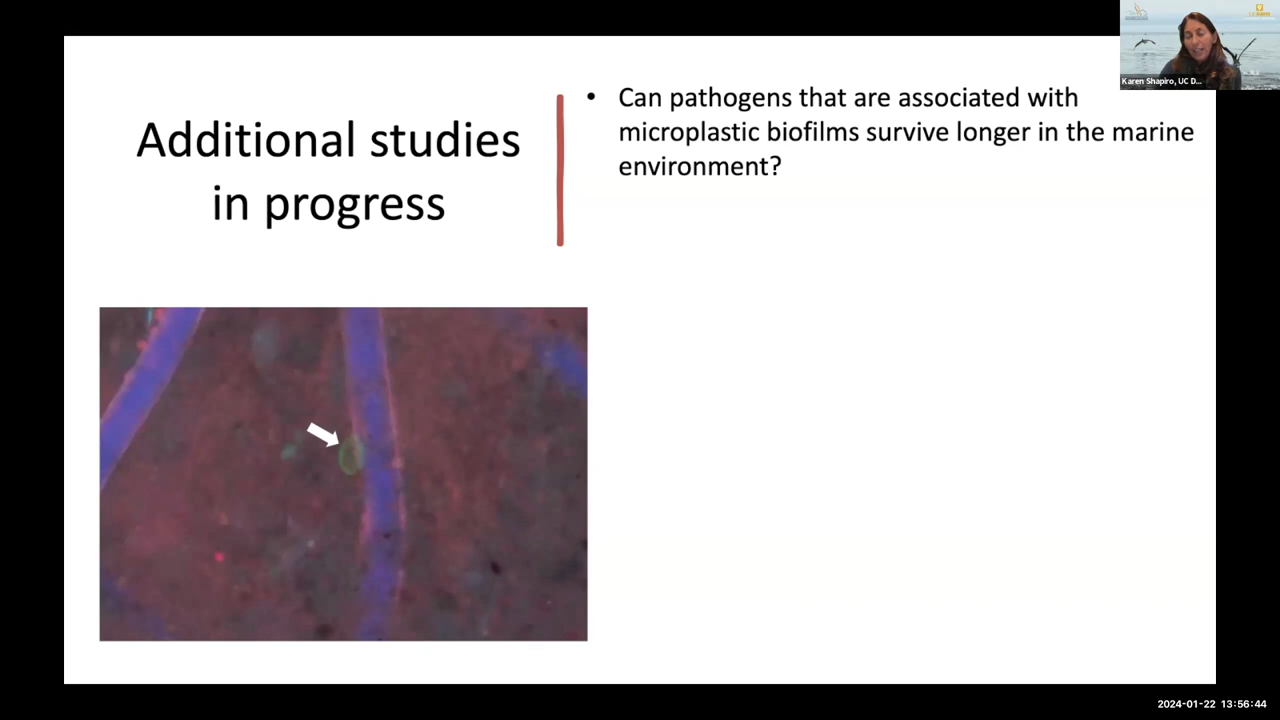 Additional studies
in progress
• Can pathogens that are associated with
microplastic biofilms survive longer in the marine
environment?
Karen Shapiro, UC D...
2024-01-22 13:56:44